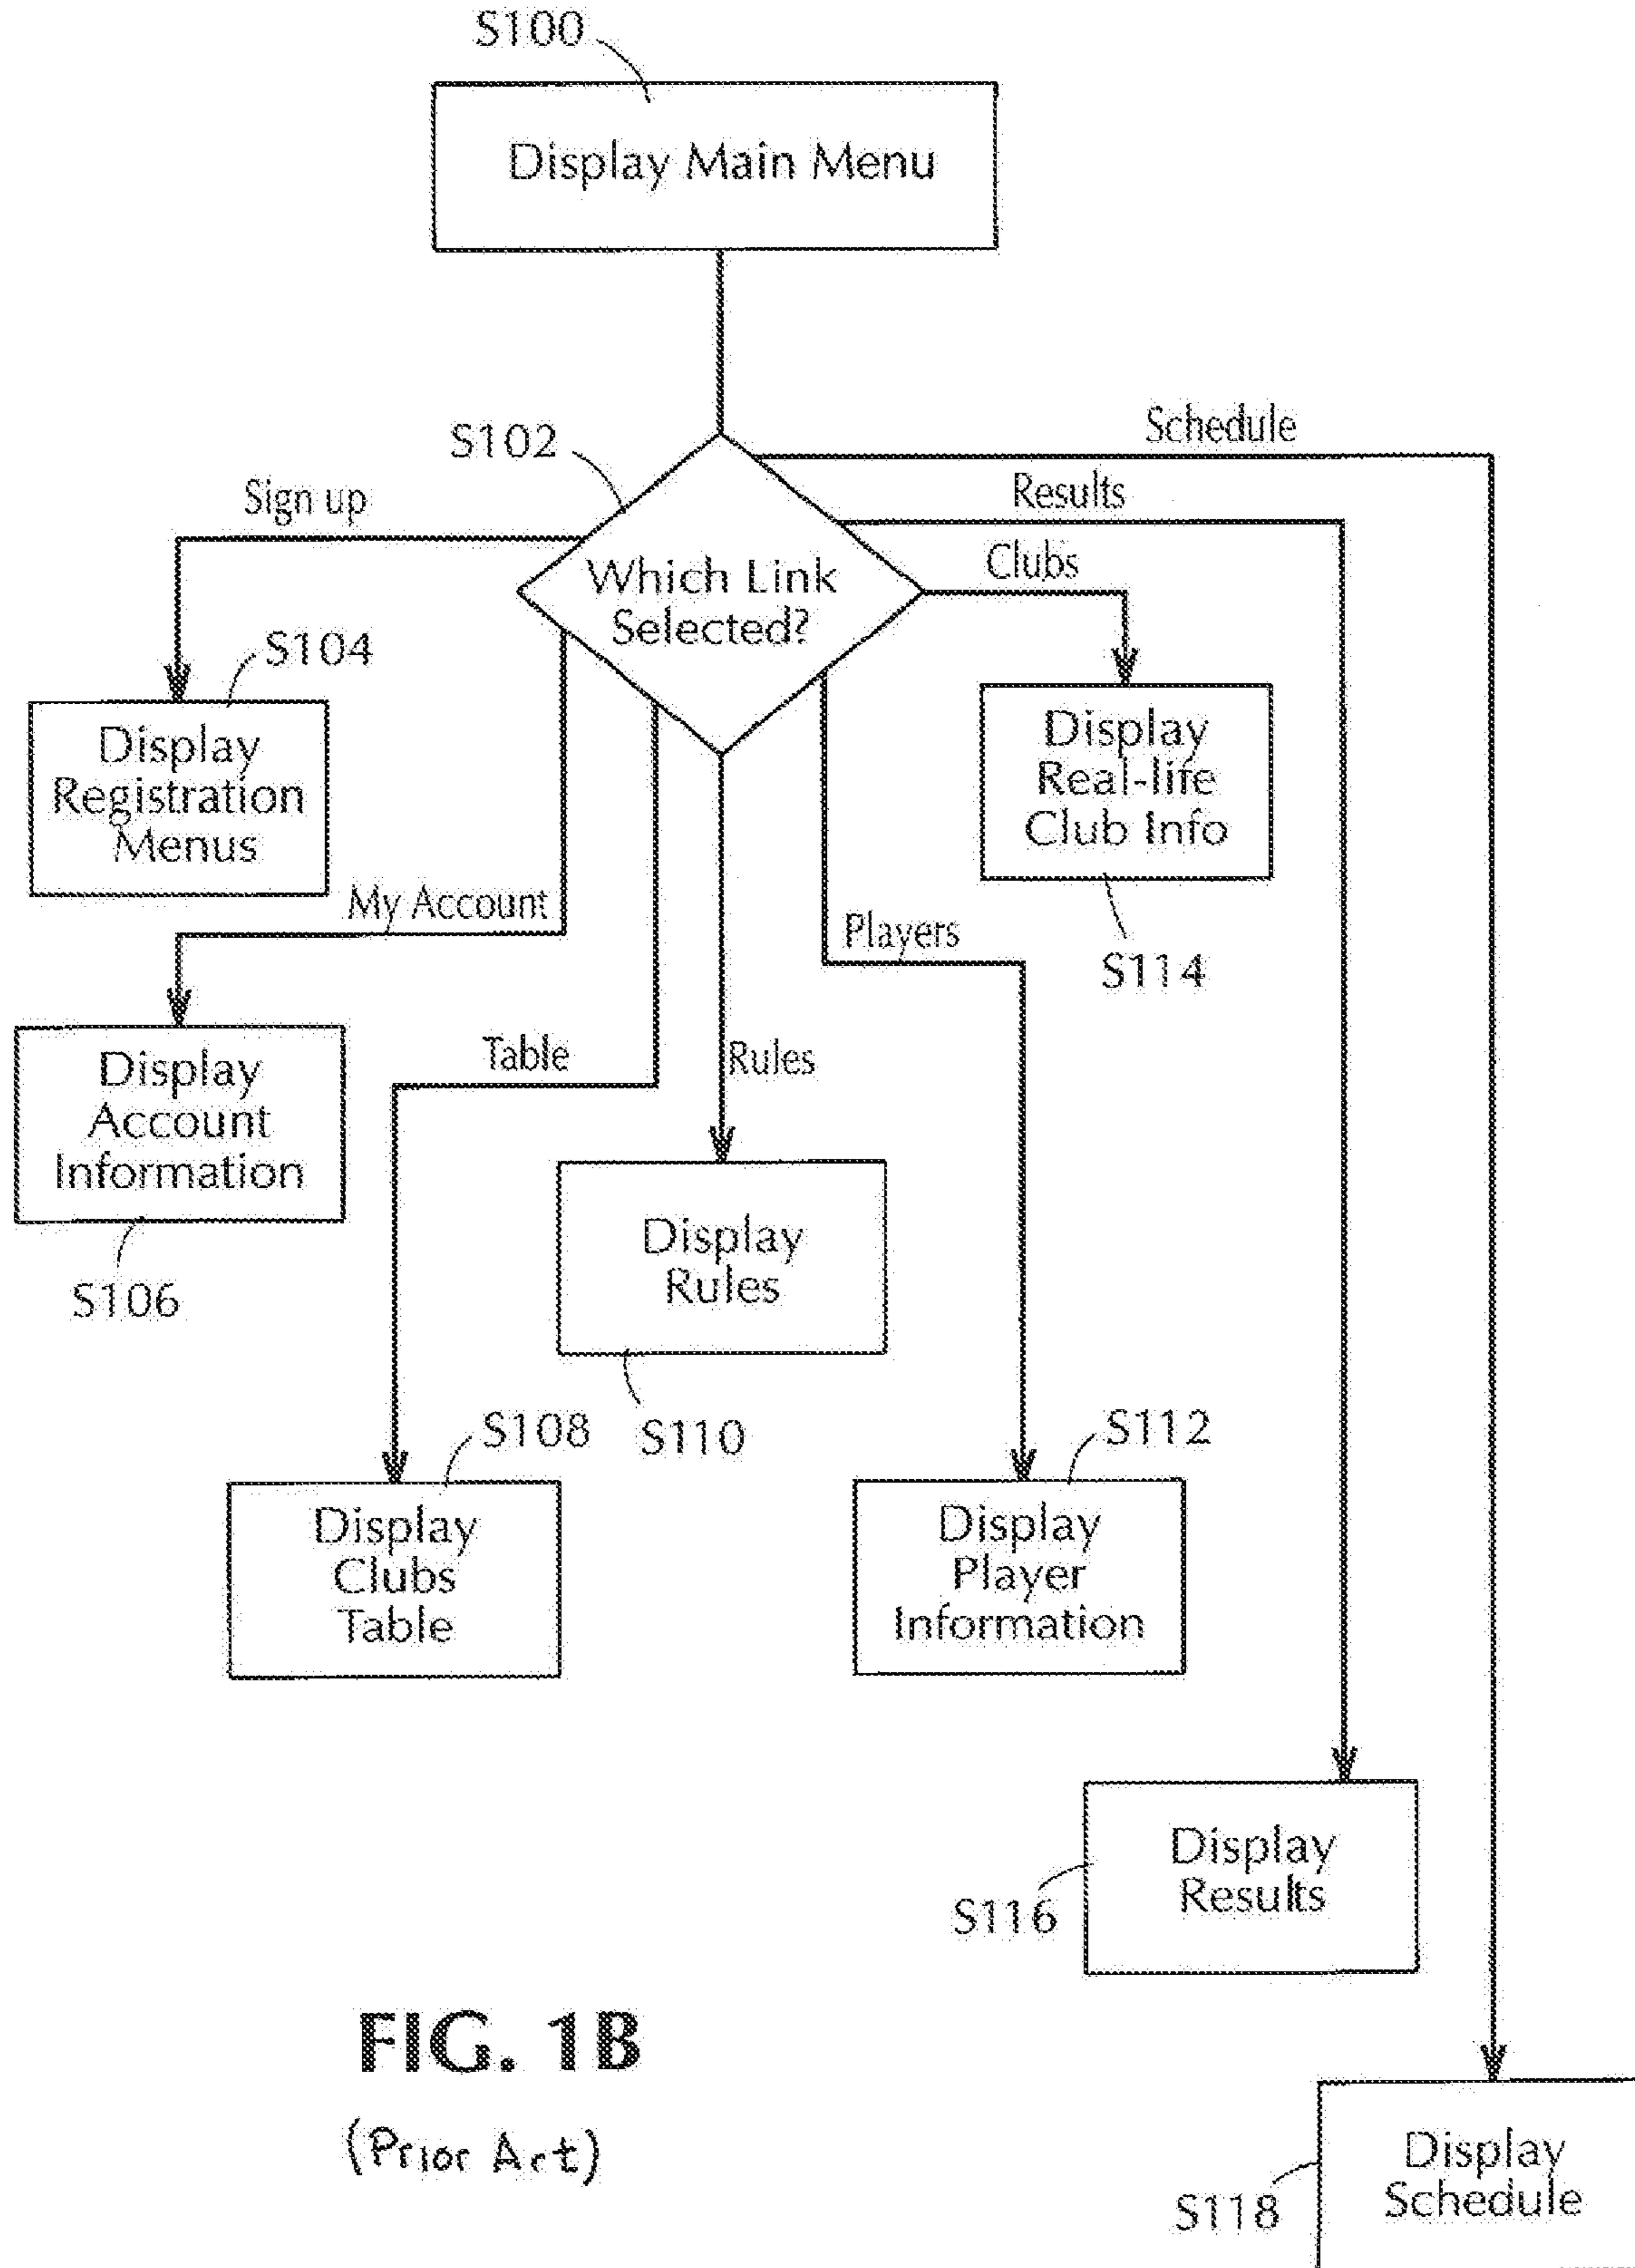 S100
Display Main Menu
S102
Schedule
Results
Sign up
Clubs
Which Link
Selected?
S104
Display
Registration
Menus
Display
Real-life
Club Info
S114
My Account
Players
Display
Account
Information
S106
Table
Rules
Display
Rules
S110
S108
Display
Clubs
Table
S112
Display
Player
Information
Display
Results
S116
FIG. 1B
(Prior Art)
Display
Schedule
S118